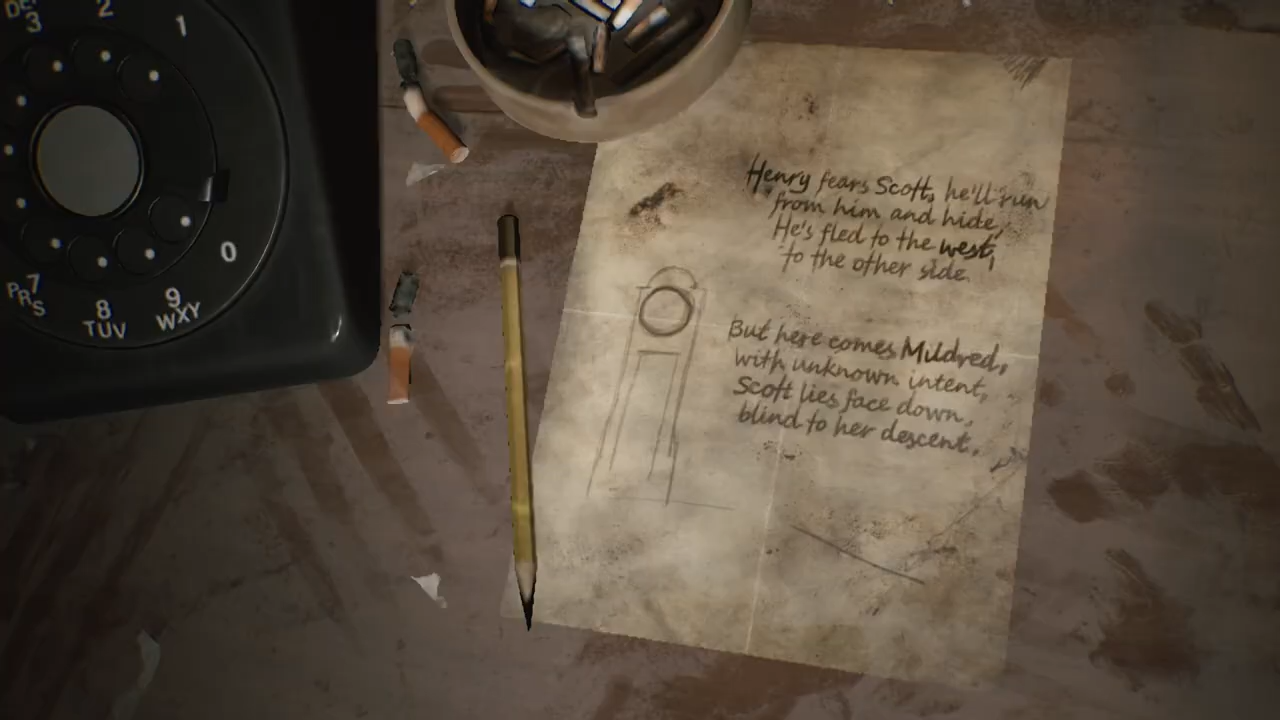 DEF
3
2
1
0
7
PRS
8
TUV
9
WXY
Henry fears Scott, he'll run
from him and hide,
He's fled to the west,
to the other side.
But here comes Mildred,
with unknown intent,
Scott lies face down,
blind to her descent.